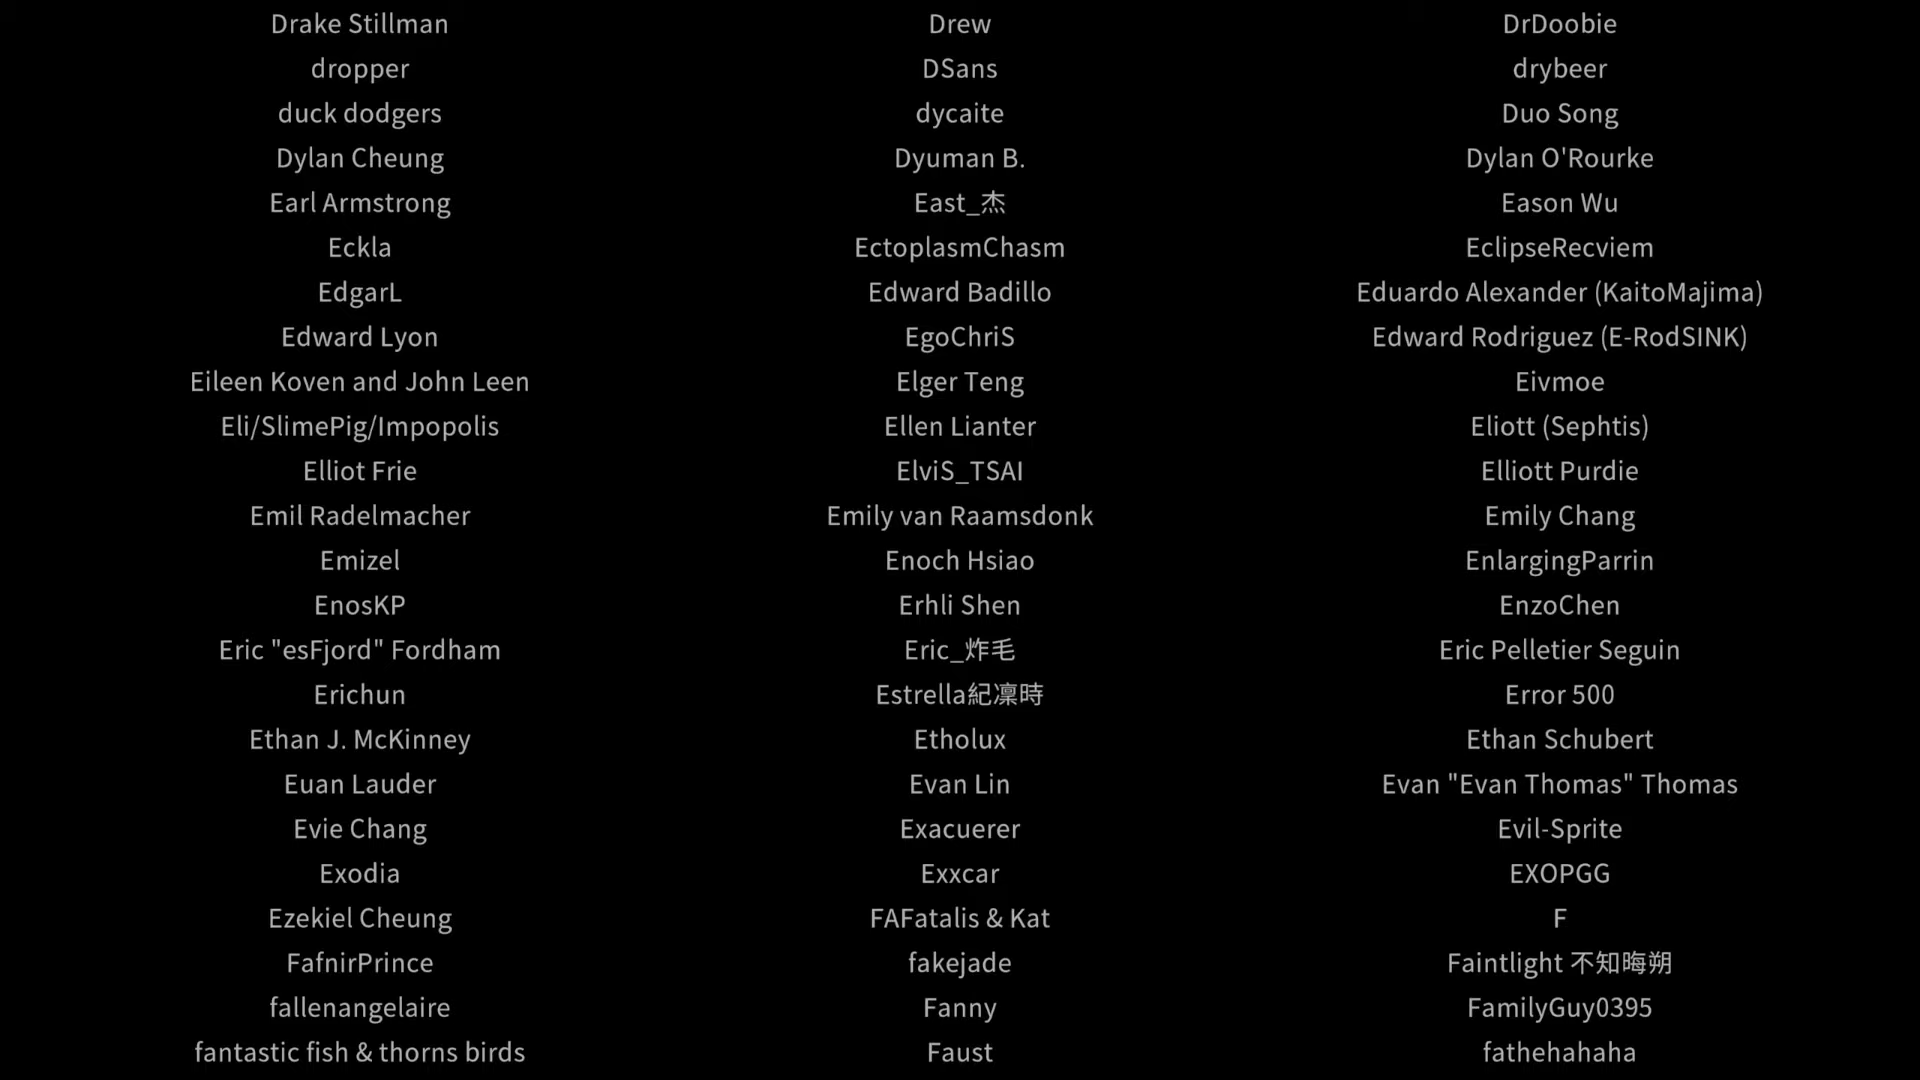 Drake Stillman Drew DrDoobie
dropper DSans drybeer
duck dodgers dycaite Duo Song
Dylan Cheung Dyuman B. Dylan O'Rourke
Earl Armstrong East_杰 Eason Wu
Eckla EctoplasmChasm EclipseRecviem
EdgarL Edward Badillo Eduardo Alexander (KaitoMajima)
Edward Lyon EgoChriS Edward Rodriguez (E-RodSINK)
Eileen Koven and John Leen Elger Teng Eivmoe
Eli/SlimePig/Impopolis Ellen Lianter Eliott (Sephtis)
Elliot Frie ElviS_TSAI Elliott Purdie
Emil Radelmacher Emily van Raamsdonk Emily Chang
Emizel Enoch Hsiao EnlargingParrin
EnosKP Erhli Shen EnzoChen
Eric "esFjord" Fordham Eric_炸毛 Eric Pelletier Seguin
Erichun Estrella紀凜時 Error 500
Ethan J. McKinney Etholux Ethan Schubert
Euan Lauder Evan Lin Evan "Evan Thomas" Thomas
Evie Chang Exacuerer Evil-Sprite
Exodia Exxcar EXOPGG
Ezekiel Cheung FAFatalis & Kat F
FafnirPrince fakejade Faintlight 不知晦朔
fallenangelaire Fanny FamilyGuy0395
fantastic fish & thorns birds Faust fathehahaha